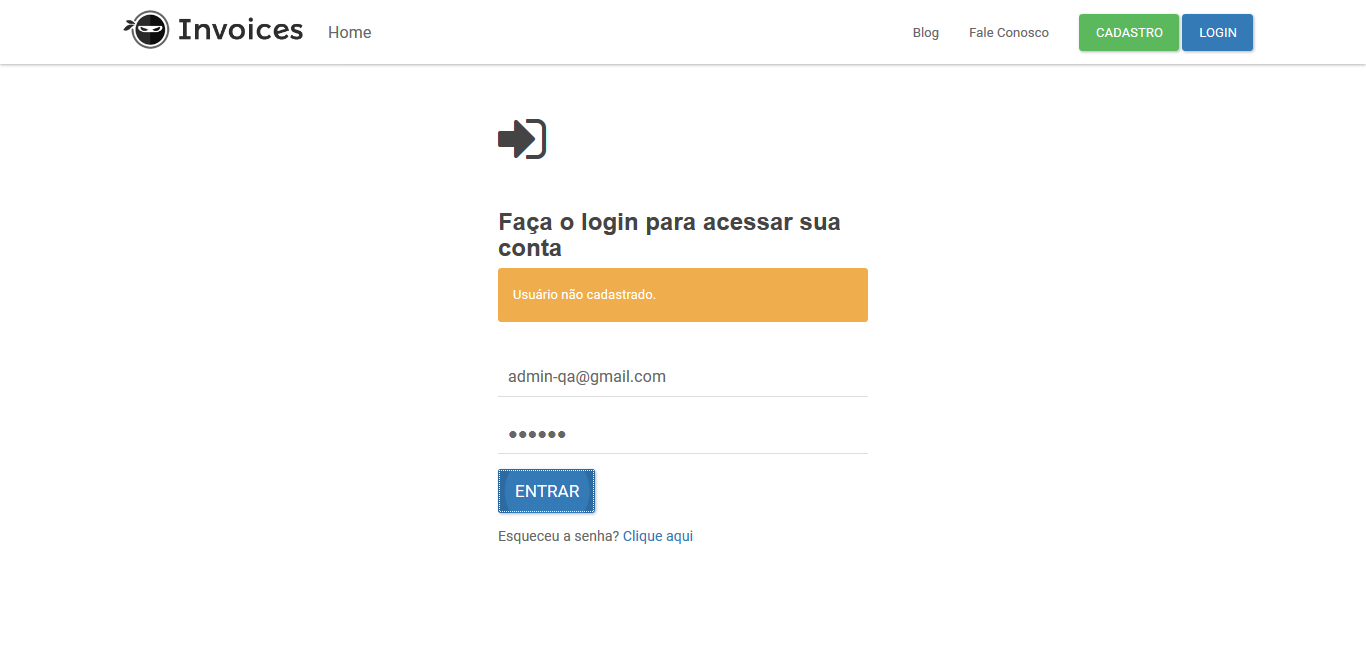 Invoices
Home
Blog
Fale Conosco
CADASTRO
LOGIN
Faça o login para acessar sua
conta
Usuário não cadastrado.
admin-qa@gmail.com
••••••
ENTRAR
Esqueceu a senha? Clique aqui